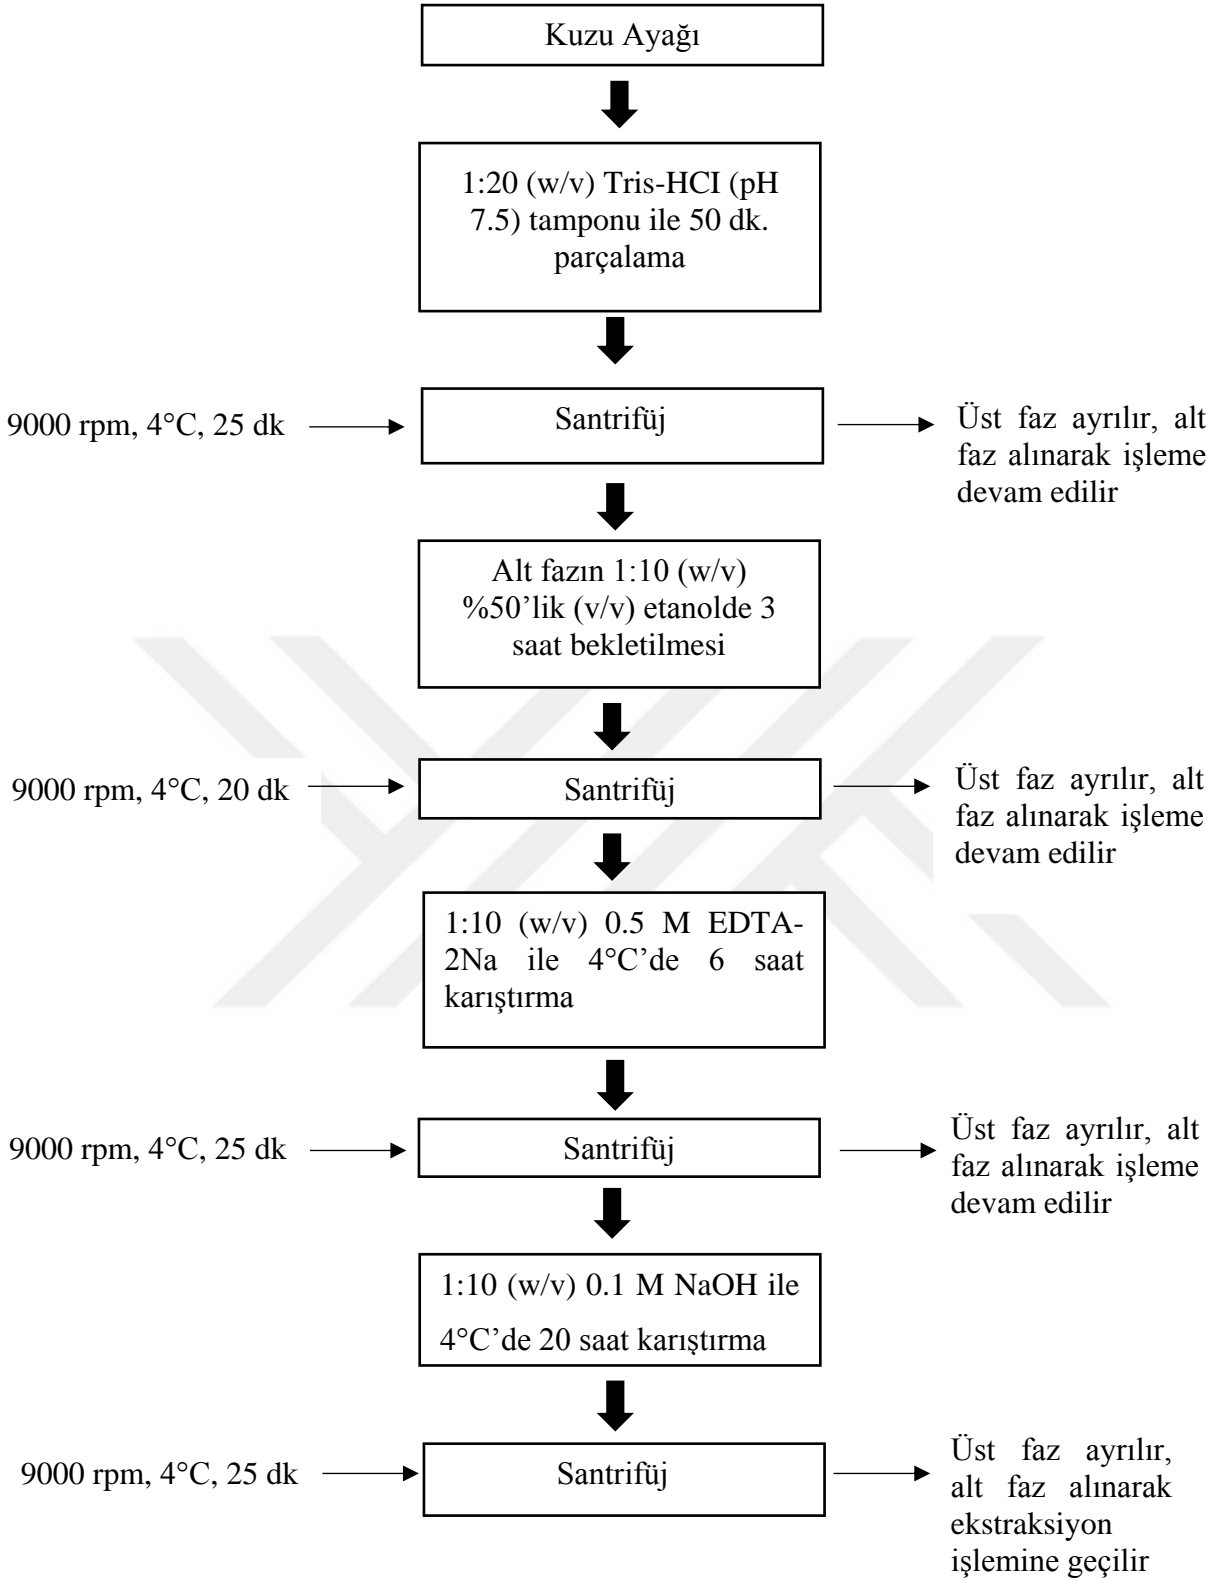 Kuzu Ayağı
1:20 (w/v) Tris-HCI (pH
7.5) tamponu ile 50 dk.
parçalama
9000 rpm, 4°C, 25 dk
Santrifüj
Üst faz ayrılır, alt
faz alınarak işleme
devam edilir
Alt fazın 1:10 (w/v)
%50’lik (v/v) etanolde 3
saat bekletilmesi
9000 rpm, 4°C, 20 dk
Santrifüj
Üst faz ayrılır, alt
faz alınarak işleme
devam edilir
1:10 (w/v) 0.5 M EDTA-
2Na ile 4°C’de 6 saat
karıştırma
9000 rpm, 4°C, 25 dk
Santrifüj
Üst faz ayrılır, alt
faz alınarak işleme
devam edilir
1:10 (w/v) 0.1 M NaOH ile
4°C’de 20 saat karıştırma
9000 rpm, 4°C, 25 dk
Santrifüj
Üst faz ayrılır,
alt faz alınarak
ekstraksiyon
işlemine geçilir